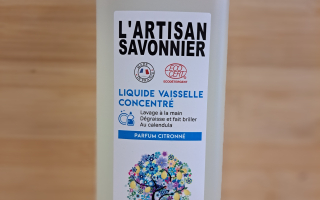 L'ARTISAN
SAVONNIER
LIQUIDE VAISSELLE
CONCENTRÉ
Lavage à la main
Dégraisse et fait briller
Au calendula
PARFUM CITRONNÉ